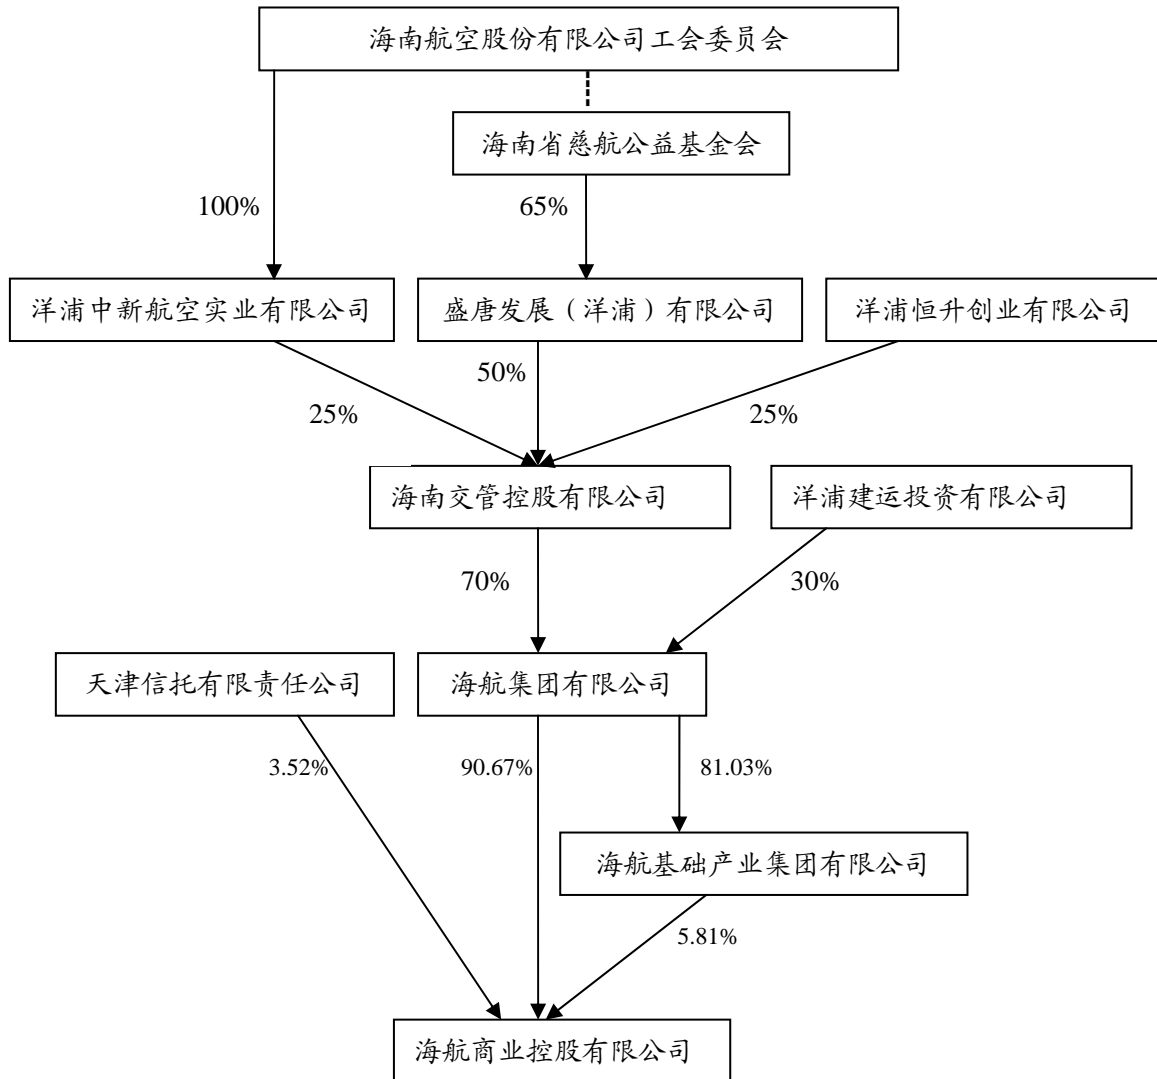 海南航空股份有限公司工会委员会
海南省慈航公益基金会
100%
65%
洋浦中新航空实业有限公司
盛唐发展（洋浦）有限公司
洋浦恒升创业有限公司
50%
25%
25%
海南交管控股有限公司
洋浦建运投资有限公司
70%
30%
天津信托有限责任公司
海航集团有限公司
3.52%
90.67%
81.03%
海航基础产业集团有限公司
5.81%
海航商业控股有限公司